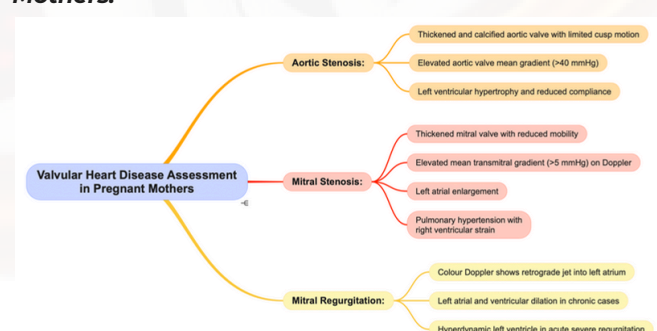 Mothers.
Thickened and calcified aortic valve with limited cusp motion
Aortic Stenosis:
Elevated aortic valve mean gradient (>40 mmHg)
Left ventricular hypertrophy and reduced compliance
Valvular Heart Disease Assessment
in Pregnant Mothers
Thickened mitral valve with reduced mobility
Elevated mean transmitral gradient (>5 mmHg) on Doppler
Mitral Stenosis:
Left atrial enlargement
Pulmonary hypertension with
right ventricular strain
Colour Doppler shows retrograde jet into left atrium
Mitral Regurgitation:
Left atrial and ventricular dilation in chronic cases
Hyperdynamic left ventricle in acute severe regurgitation